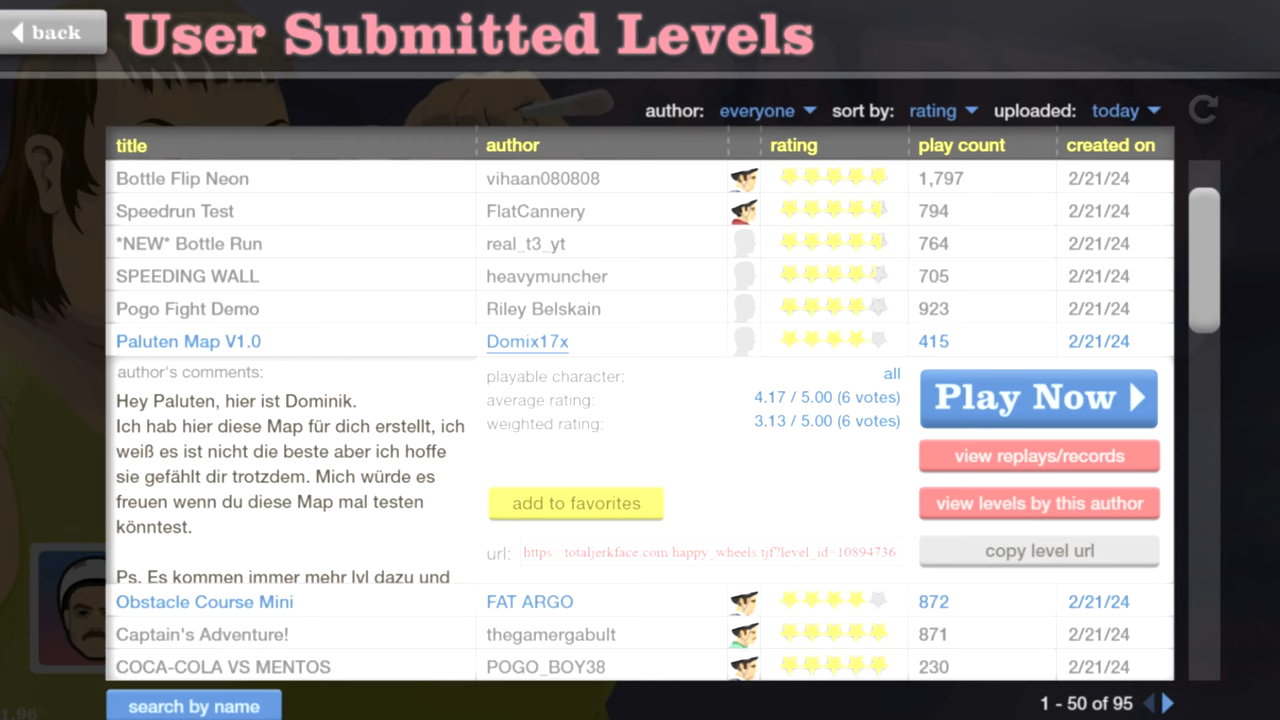 back
User Submitted Levels
author: everyone sort by: rating uploaded: today
title author rating play count created on
Bottle Flip Neon vihaan080808 1,797 2/21/24
Speedrun Test FlatCannery 794 2/21/24
*NEW* Bottle Run real_t3_yt 764 2/21/24
SPEEDING WALL heavymuncher 705 2/21/24
Pogo Fight Demo Riley Belskain 923 2/21/24
Paluten Map V1.0 Domix17x 415 2/21/24
author's comments:
Hey Paluten, hier ist Dominik.
Ich hab hier diese Map für dich erstellt, ich
weiß es ist nicht die beste aber ich hoffe
sie gefählt dir trotzdem. Mich würde es
freuen wenn du diese Map mal testen
könntest.
Ps. Es kommen immer mehr lvl dazu und
playable character: all
average rating: 4.17 / 5.00 (6 votes)
weighted rating: 3.13 / 5.00 (6 votes)
add to favorites
url: https: totaljerkface.com/happy_wheels.tjf?level_id=10894736
Play Now
view replays/records
view levels by this author
copy level url
Obstacle Course Mini FAT ARGO 872 2/21/24
Captain's Adventure! thegamergabult 871 2/21/24
COCA-COLA VS MENTOS POGO_BOY38 230 2/21/24
search by name
1 - 50 of 95
1.96